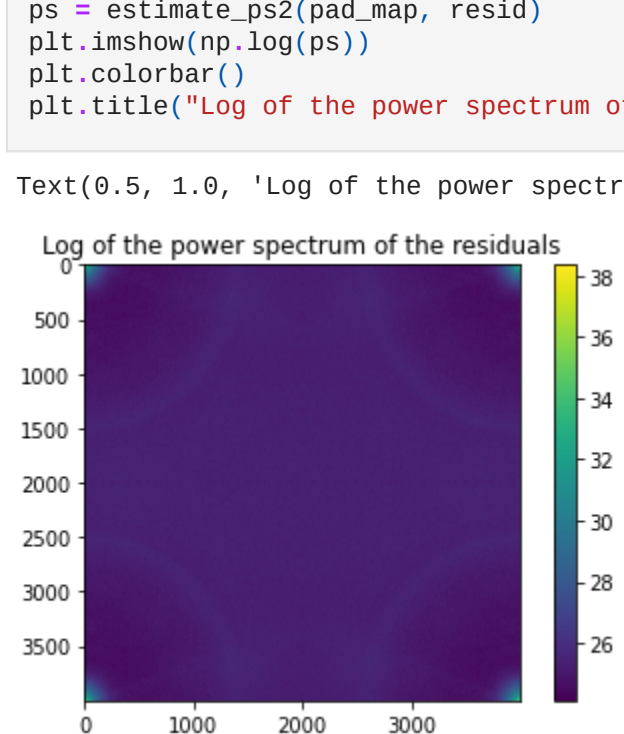 ps = estimate_ps2(pad_map, resid)
plt.imshow(np.log(ps))
plt.colorbar()
plt.title("Log of the power spectrum of
Text(0.5, 1.0, 'Log of the power spectr
Log of the power spectrum of the residuals
0
500
1000
1500
2000
2500
3000
3500
0 1000 2000 3000
38
36
34
32
30
28
26